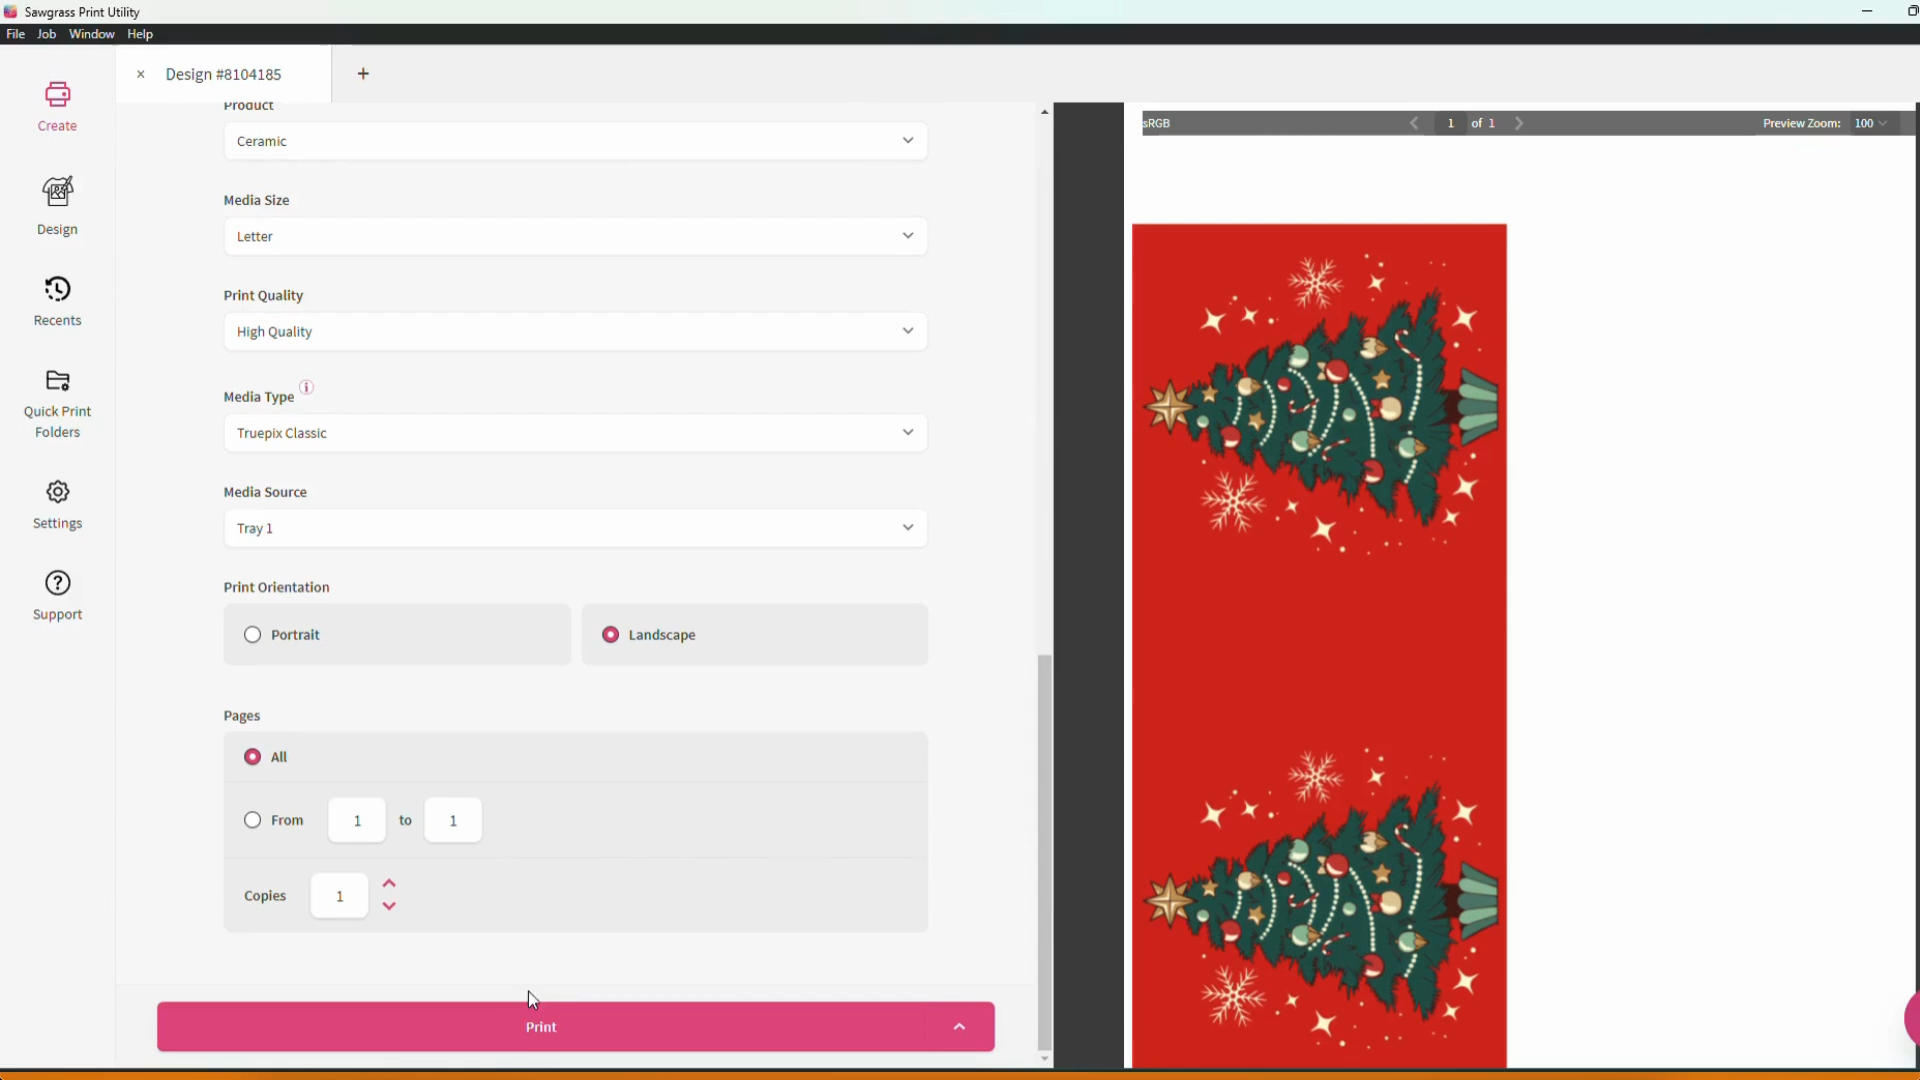 Sawgrass Print Utility
File Job Window Help
× Design #8104185 +
Create
Design
Recents
Quick Print
Folders
Settings
Support
Product
Ceramic
Media Size
Letter
Print Quality
High Quality
Media Type
Truepix Classic
Media Source
Tray 1
Print Orientation
Portrait Landscape
Pages
All
From 1 to 1
Copies 1
Print
sRGB 1 of 1 Preview Zoom: 100